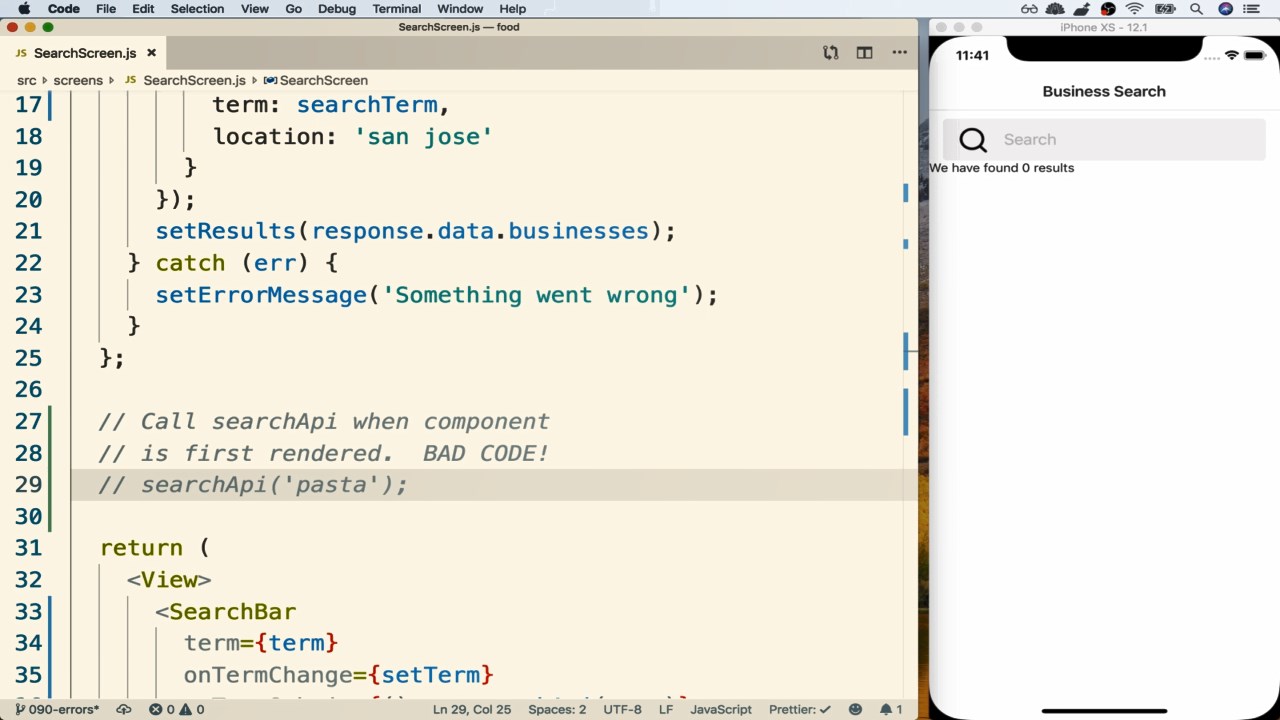 Code File Edit Selection View Go Debug Terminal Window Help
SearchScreen.js — food
JS SearchScreen.js ×
src screens JS SearchScreen.js SearchScreen
17 term: searchTerm,
18 location: 'san jose'
19 }
20 });
21 setResults(response.data.businesses);
22 } catch (err) {
23 setErrorMessage('Something went wrong');
24 }
25 };
26
27 // Call searchApi when component
28 // is first rendered.  BAD CODE!
29 // searchApi('pasta');
30
31 return (
32 <View>
33 <SearchBar
34 term={term}
35 onTermChange={setTerm}
090-errors* 0 0 Ln 29, Col 25 Spaces: 2 UTF-8 LF JavaScript Prettier: ✓ 1
iPhone XS - 12.1
11:41
Business Search
Search
We have found 0 results